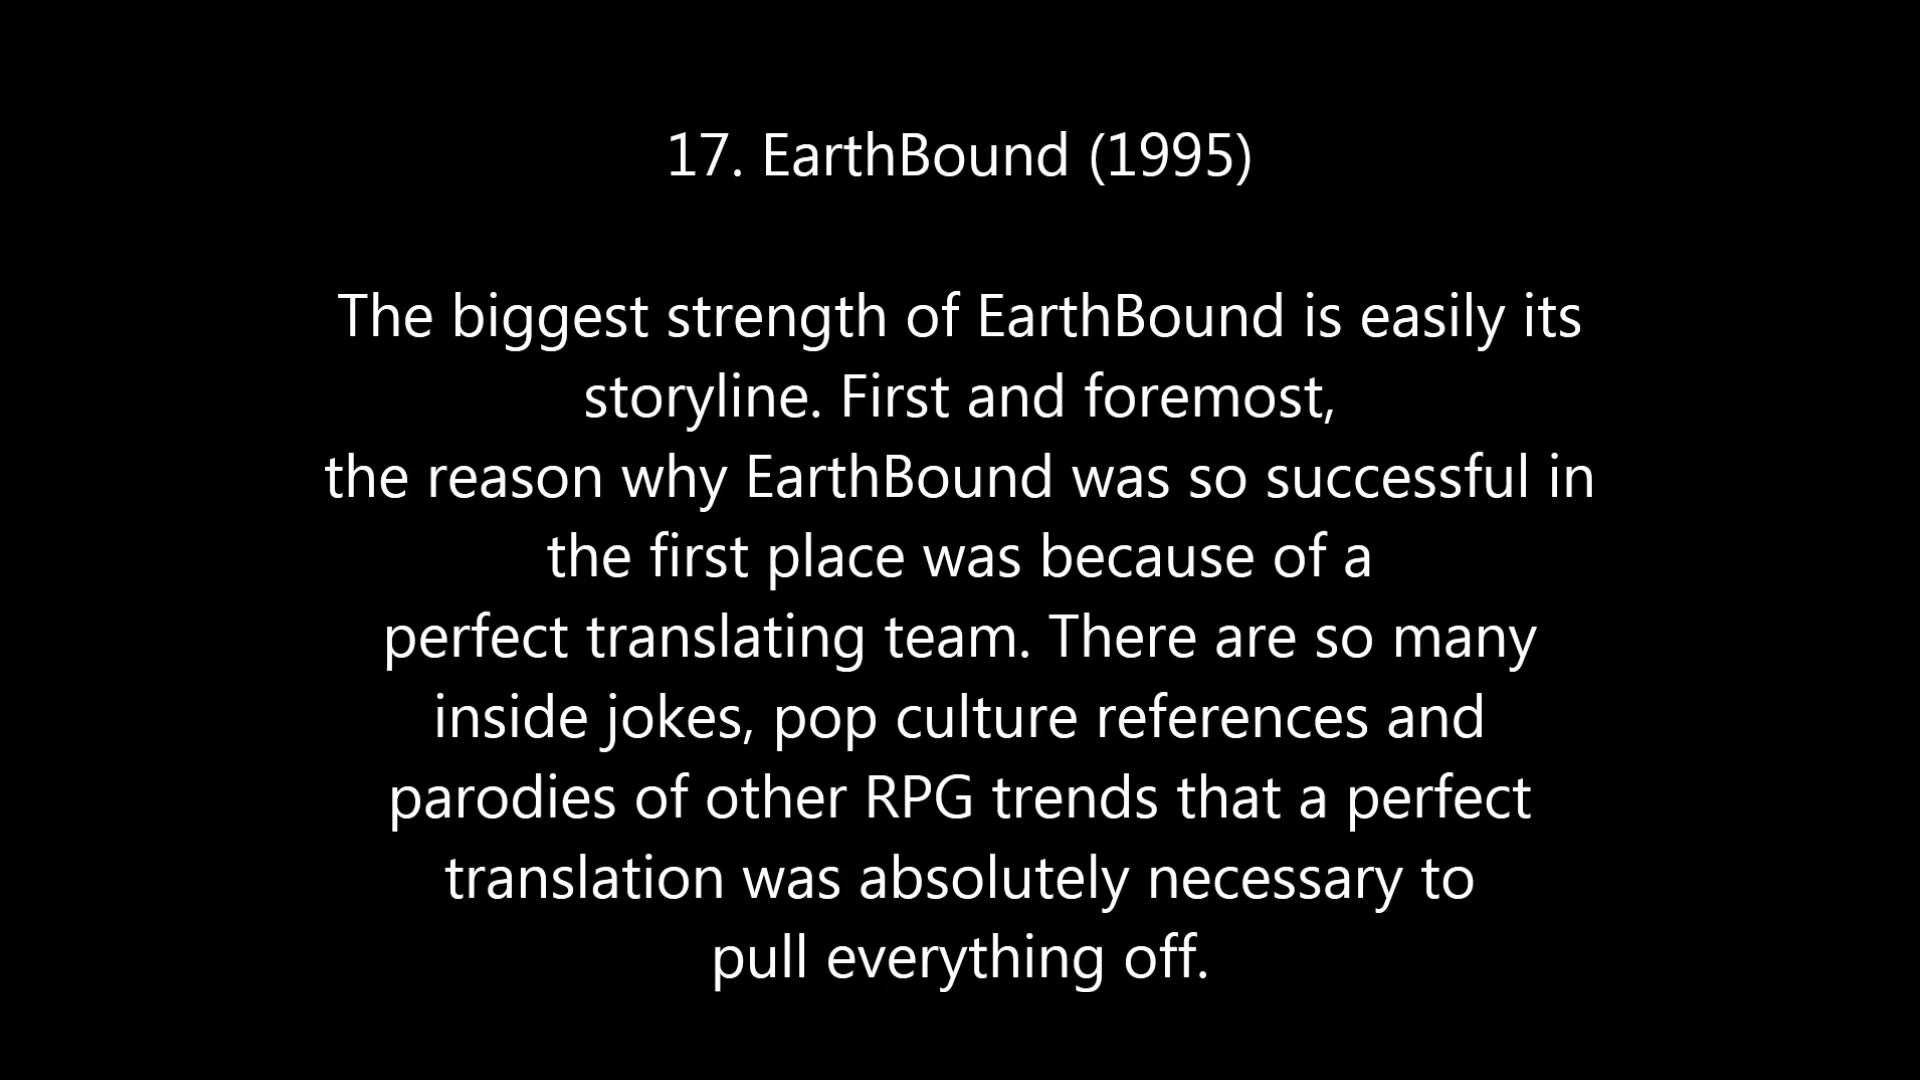 17. EarthBound (1995)
The biggest strength of EarthBound is easily its
storyline. First and foremost,
the reason why EarthBound was so successful in
the first place was because of a
perfect translating team. There are so many
inside jokes, pop culture references and
parodies of other RPG trends that a perfect
translation was absolutely necessary to
pull everything off.